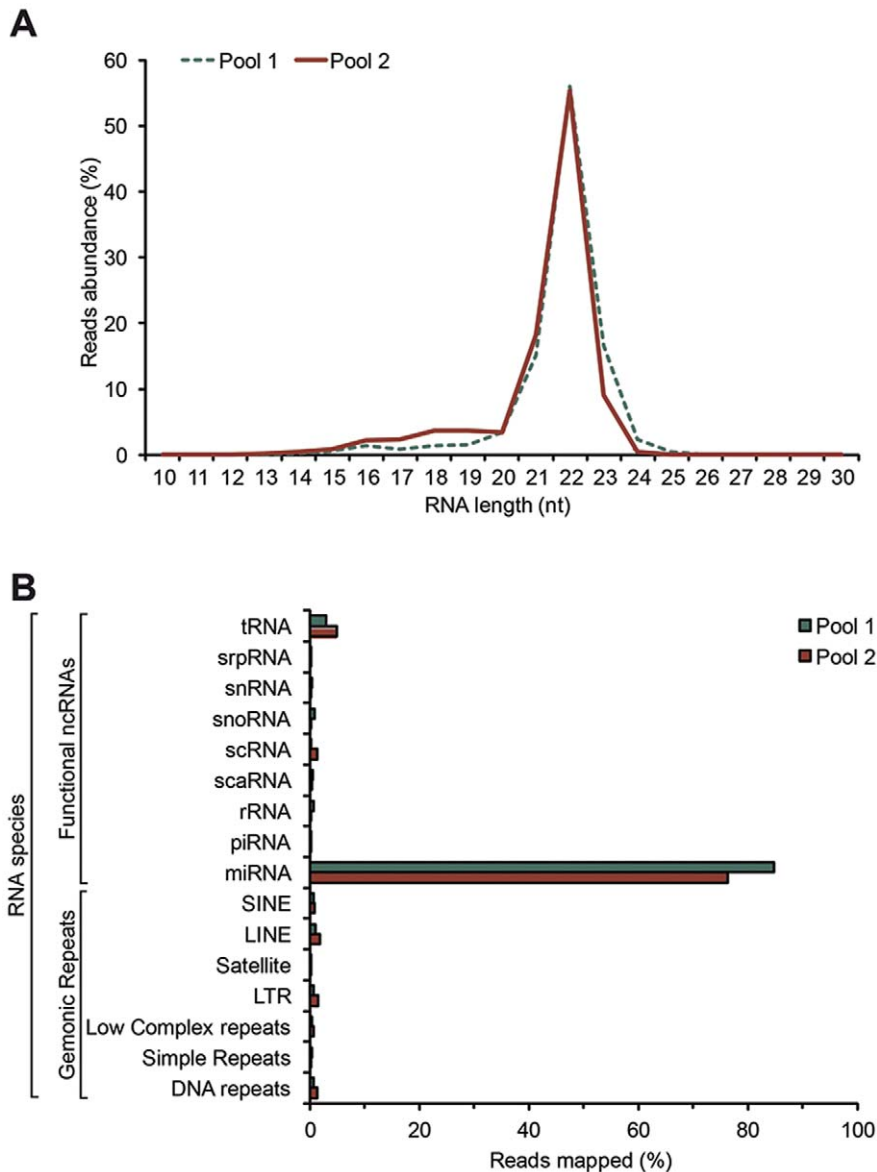 A
Pool 1 Pool 2
Reads abundance (%)
60
50
40
30
20
10
0
10 11 12 13 14 15 16 17 18 19 20 21 22 23 24 25 26 27 28 29 30
RNA length (nt)
B
RNA species
Functional ncRNAs
Gemonic Repeats
tRNA
srpRNA
snRNA
snoRNA
scRNA
scaRNA
rRNA
piRNA
miRNA
SINE
LINE
Satellite
LTR
Low Complex repeats
Simple Repeats
DNA repeats
Pool 1
Pool 2
0 20 40 60 80 100
Reads mapped (%)